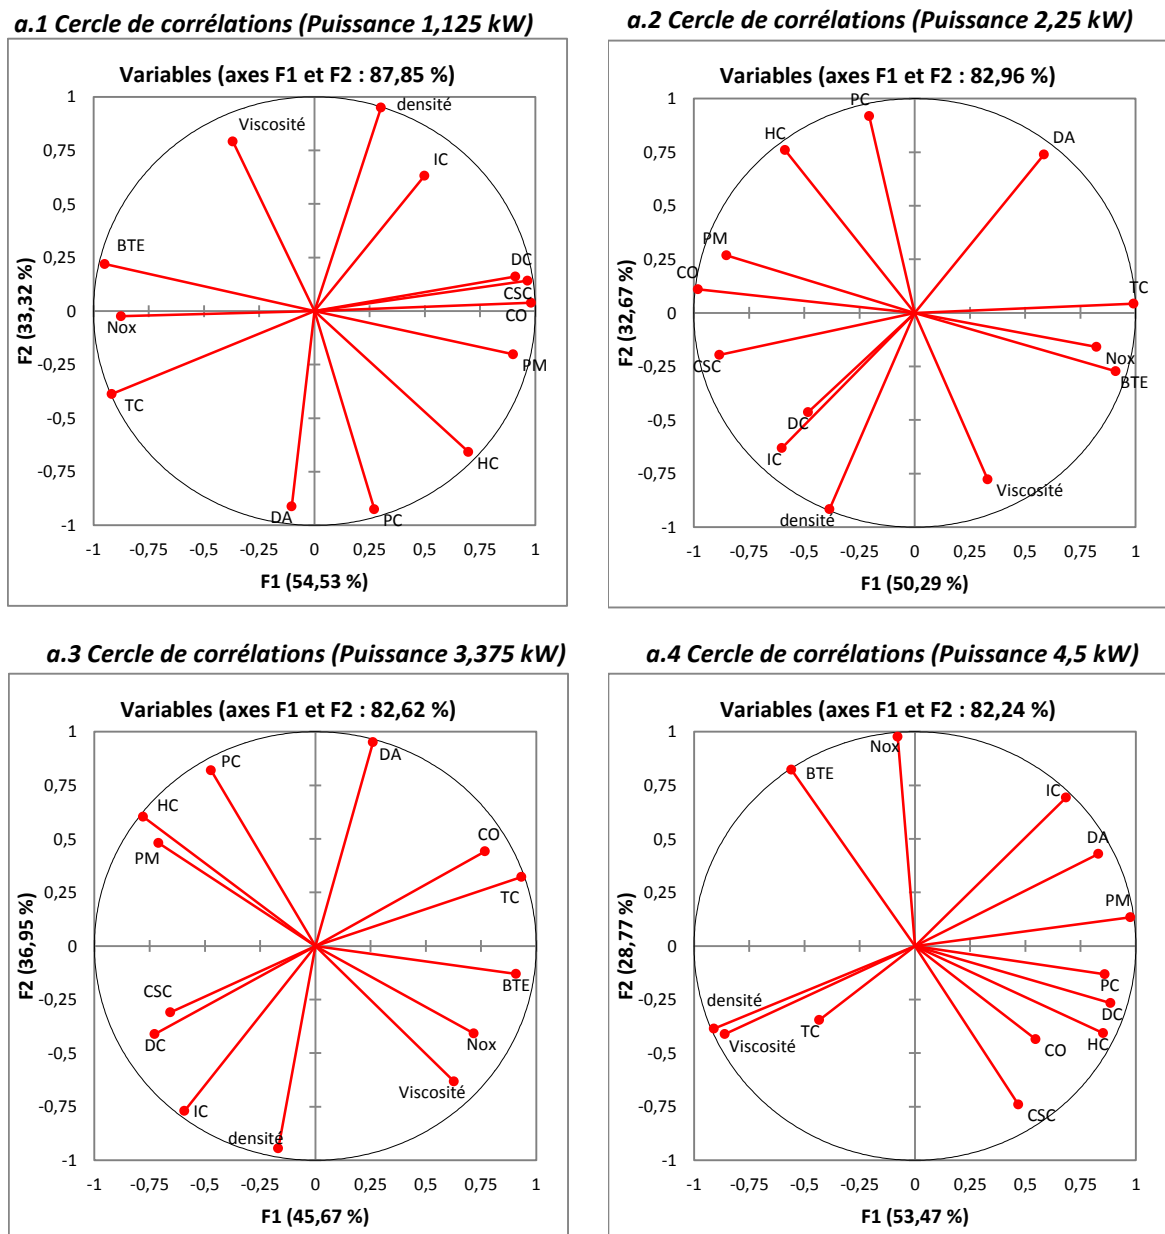 a.1 Cercle de corrélations (Puissance 1,125 kW)
Variables (axes F1 et F2 : 87,85 %)
1
0,75
0,5
0,25
0
-0,25
-0,5
-0,75
-1
F2 (33,32 %)
densité
Viscosité
IC
BTE
DC
CSC
CO
Nox
PM
TC
HC
DA
PC
-1 -0,75 -0,5 -0,25 0 0,25 0,5 0,75 1
F1 (54,53 %)
a.2 Cercle de corrélations (Puissance 2,25 kW)
Variables (axes F1 et F2 : 82,96 %)
1
0,75
0,5
0,25
0
-0,25
-0,5
-0,75
-1
F2 (32,67 %)
PC
HC
DA
PM
CO
TC
Nox
CSC
BTE
DC
IC
Viscosité
densité
-1 -0,75 -0,5 -0,25 0 0,25 0,5 0,75 1
F1 (50,29 %)
a.3 Cercle de corrélations (Puissance 3,375 kW)
Variables (axes F1 et F2 : 82,62 %)
1
0,75
0,5
0,25
0
-0,25
-0,5
-0,75
-1
F2 (36,95 %)
DA
PC
HC
CO
PM
TC
BTE
CSC
DC
Nox
Viscosité
IC
densité
-1 -0,75 -0,5 -0,25 0 0,25 0,5 0,75 1
F1 (45,67 %)
a.4 Cercle de corrélations (Puissance 4,5 kW)
Variables (axes F1 et F2 : 82,24 %)
1
0,75
0,5
0,25
0
-0,25
-0,5
-0,75
-1
F2 (28,77 %)
Nox
BTE
IC
DA
PM
PC
densité
DC
TC
HC
Viscosité
CO
CSC
-1 -0,75 -0,5 -0,25 0 0,25 0,5 0,75 1
F1 (53,47 %)